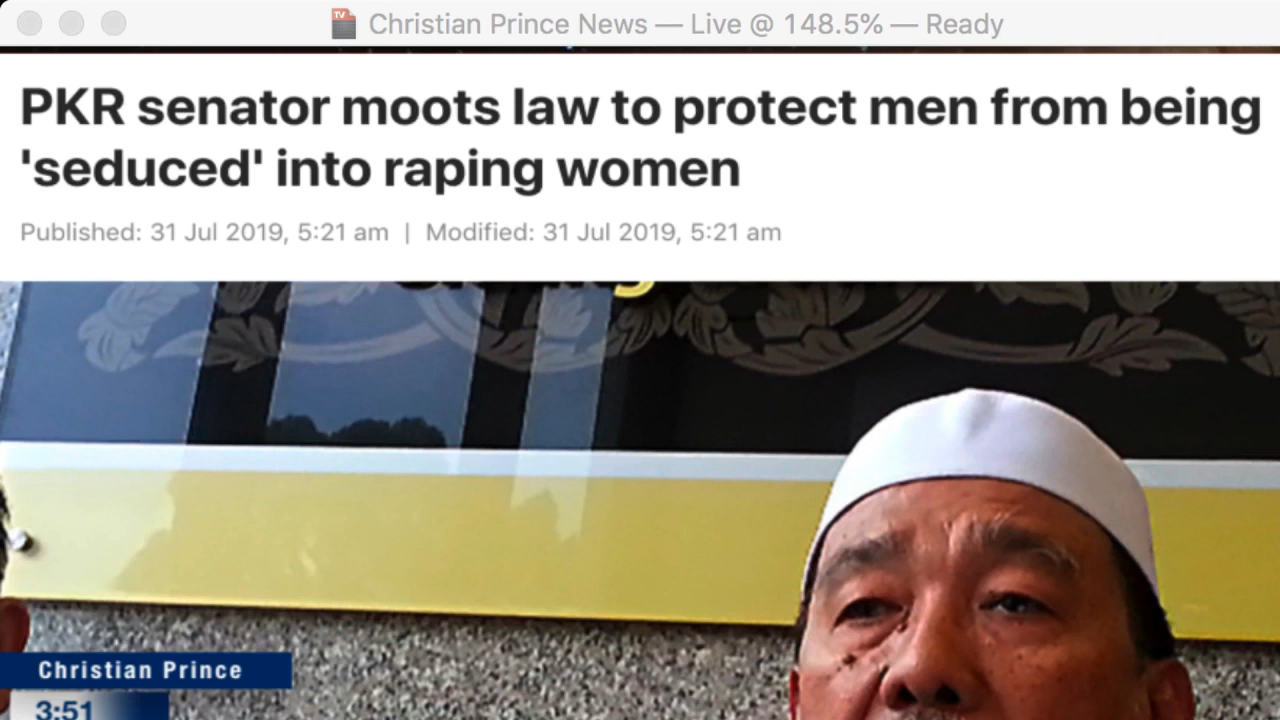 TV
Christian Prince News — Live @ 148.5% — Ready
PKR senator moots law to protect men from being
'seduced' into raping women
Published: 31 Jul 2019, 5:21 am | Modified: 31 Jul 2019, 5:21 am
Christian Prince
3:51